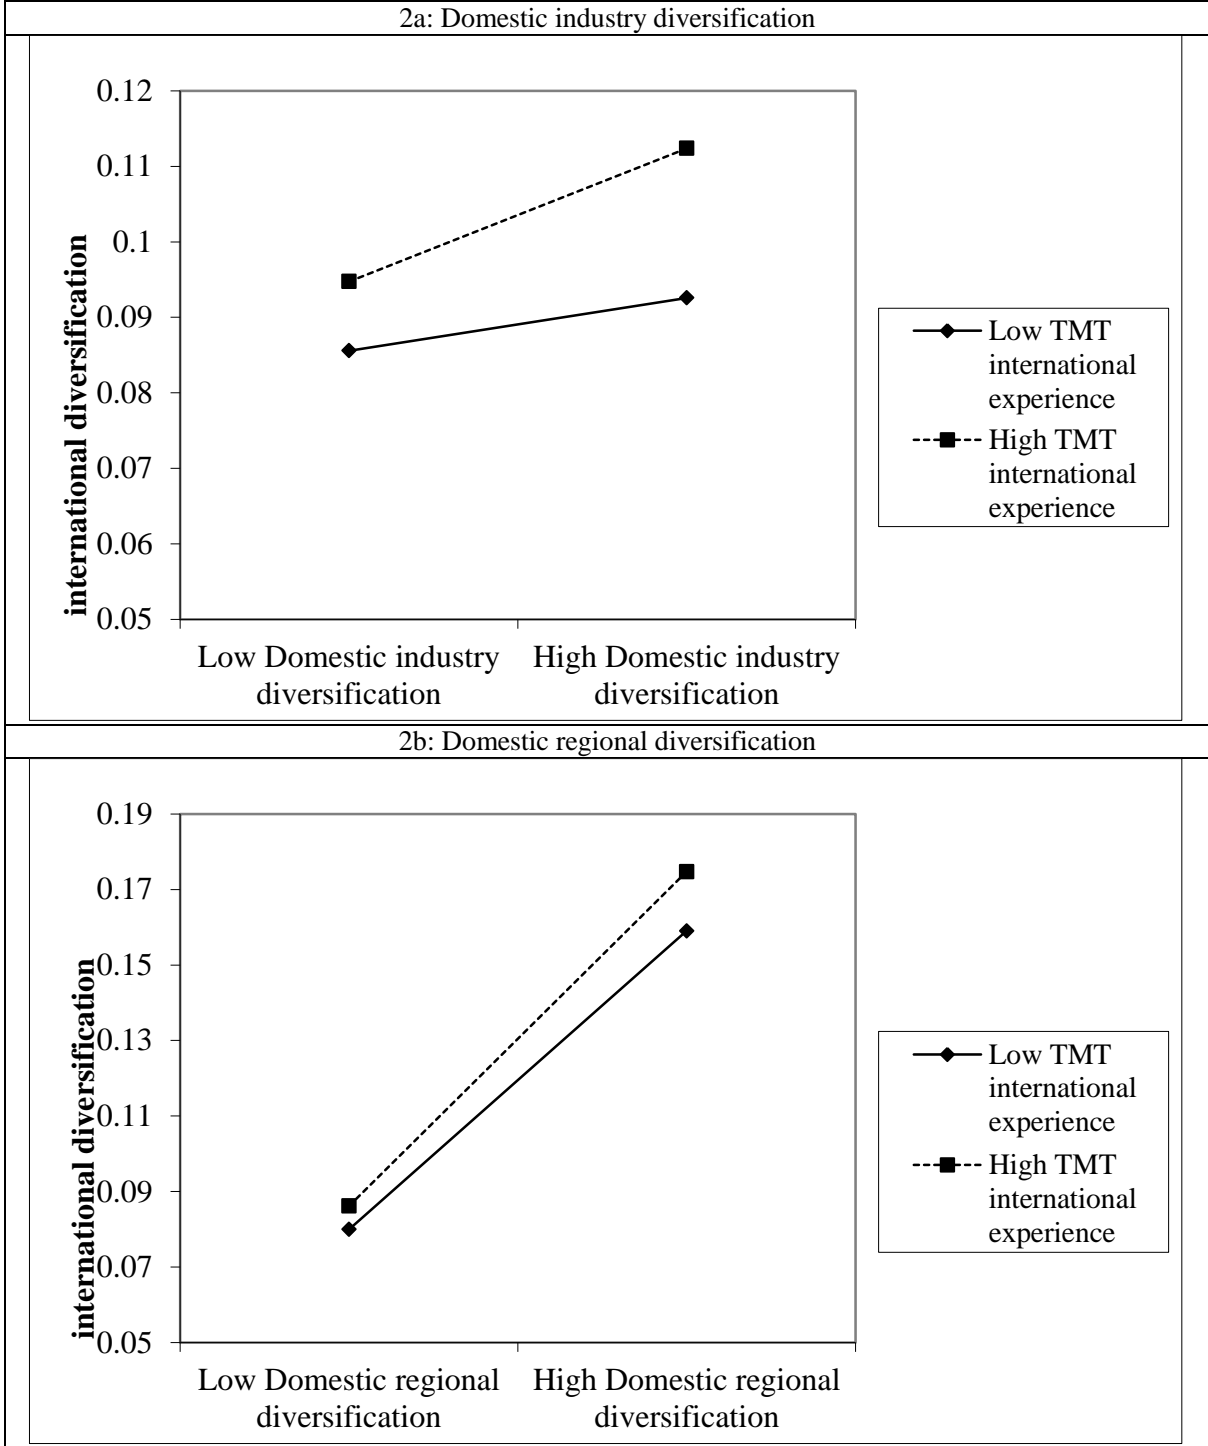 2a: Domestic industry diversification
0.12
0.11
0.1
0.09
0.08
0.07
0.06
0.05
international diversification
Low Domestic industry
diversification
High Domestic industry
diversification
Low TMT
international
experience
High TMT
international
experience
2b: Domestic regional diversification
0.19
0.17
0.15
0.13
0.11
0.09
0.07
0.05
international diversification
Low Domestic regional
diversification
High Domestic regional
diversification
Low TMT
international
experience
High TMT
international
experience